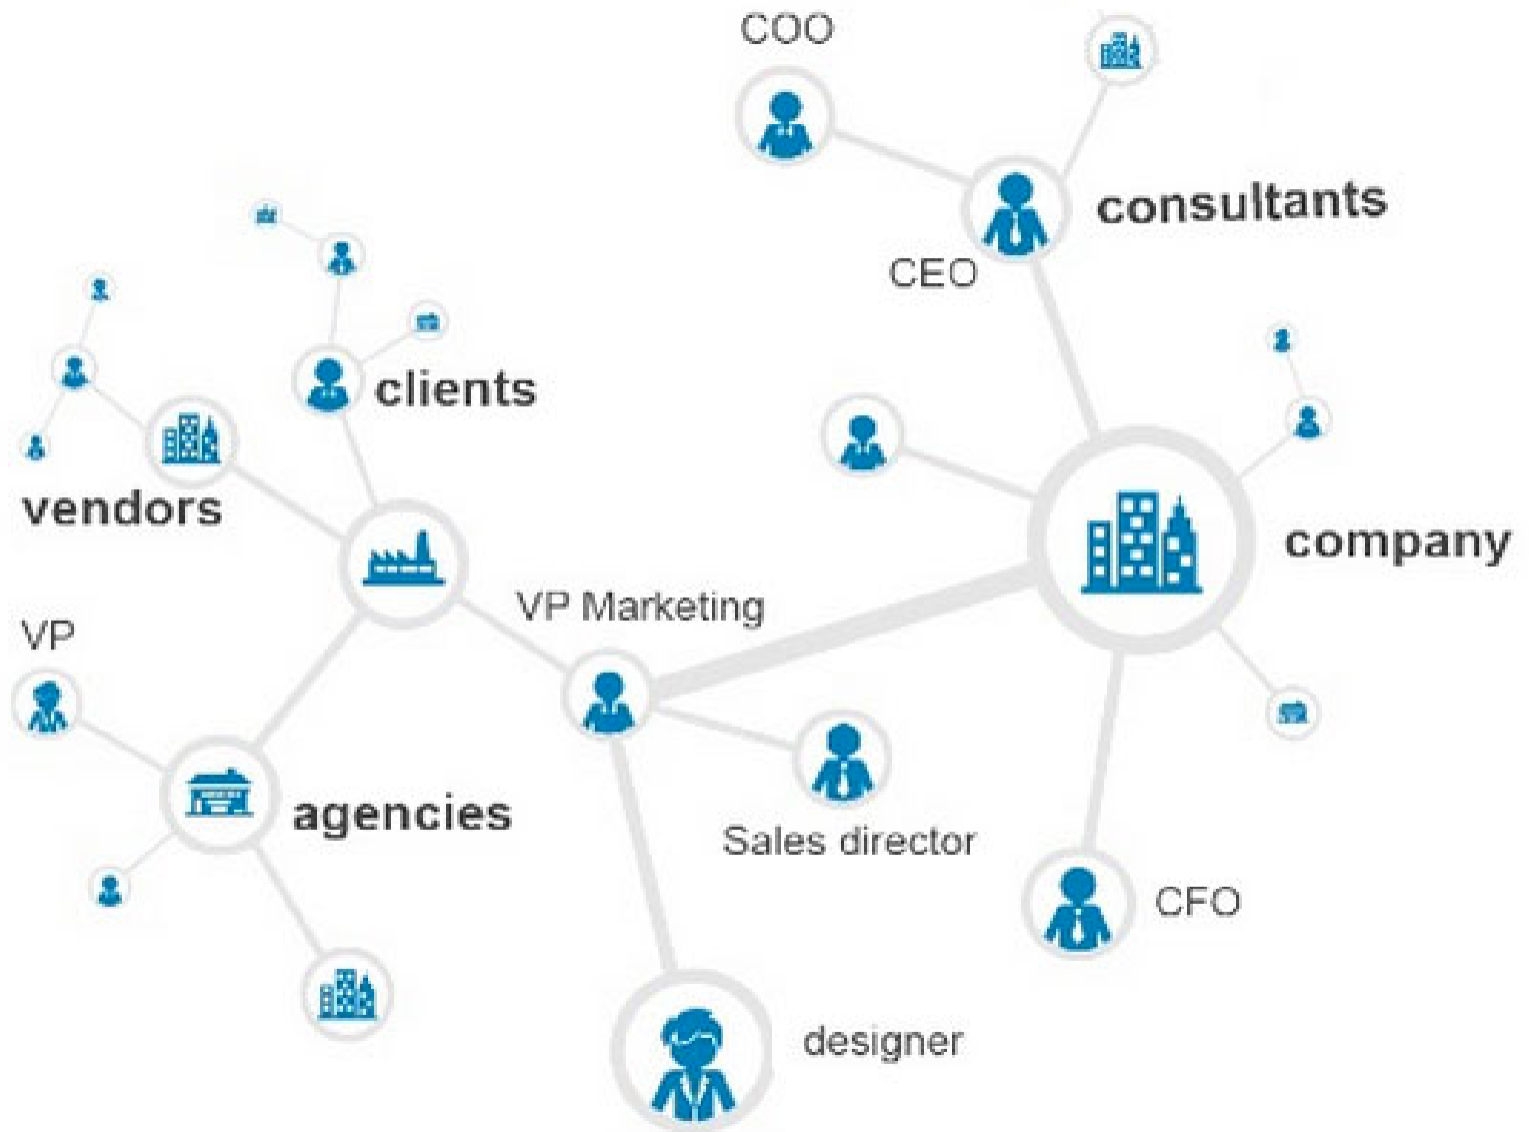 COO
consultants
CEO
clients
vendors
company
VP Marketing
VP
agencies
Sales director
CFO
designer